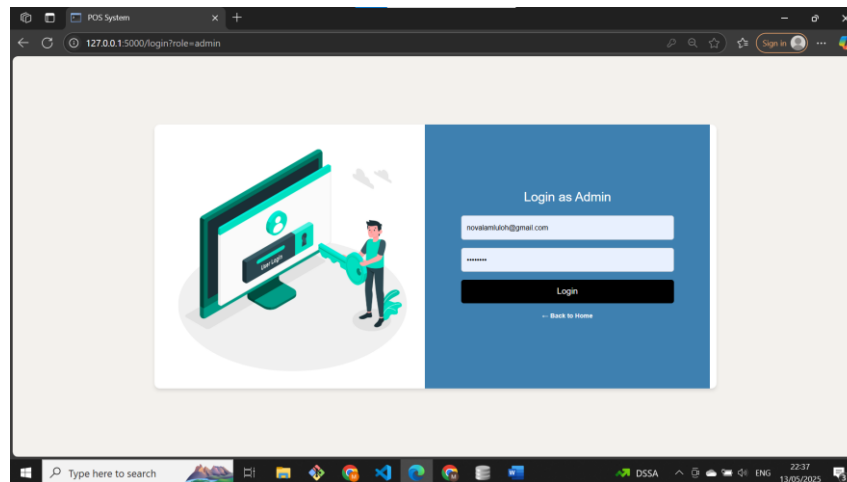 POS System
127.0.0.1:5000/login?role=admin
Sign in
Login as Admin
novalamluloh@gmail.com
••••••••
Login
← Back to Home
User Login
Type here to search
DSSA
ENG
22:37
13/05/2025
3